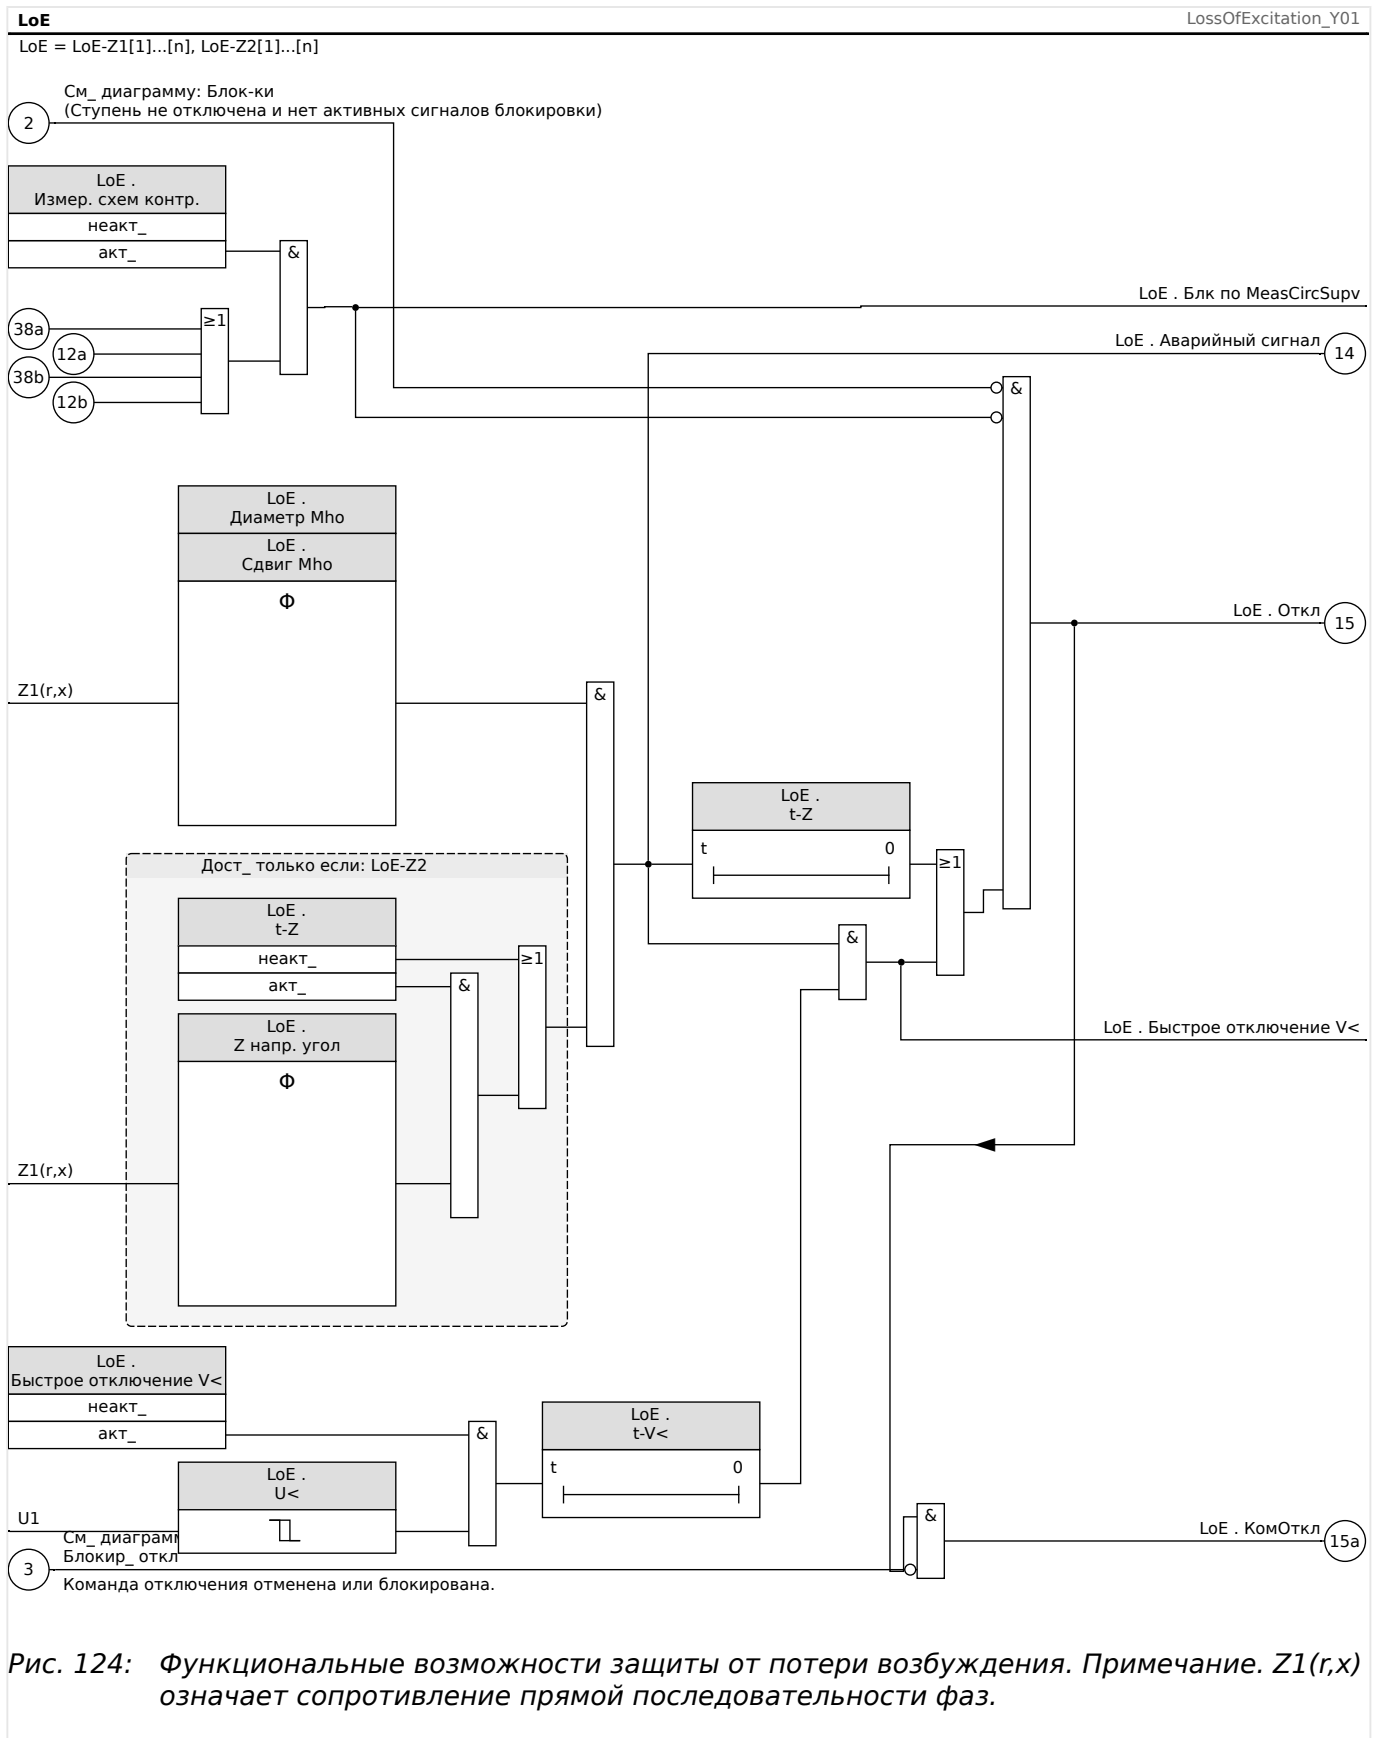 LoE
LossOfExcitation_Y01
LoE = LoE-Z1[1]...[n], LoE-Z2[1]...[n]
См_ диаграмму: Блок-ки
(Ступень не отключена и нет активных сигналов блокировки)
2
LoE .
Измер. схем контр.
неакт_
акт_
&
LoE . Блк по MeasCircSupv
38a
≥1
12a
38b
12b
LoE . Аварийный сигнал
14
&
LoE .
Диаметр Mho
LoE .
Сдвиг Mho
Φ
LoE . Откл
15
Z1(r,x)
&
LoE .
t-Z
t 0
≥1
Дост_ только если: LoE-Z2
LoE .
t-Z
неакт_
акт_
≥1
&
&
LoE .
Z напр. угол
Φ
LoE . Быстрое отключение V<
Z1(r,x)
LoE .
Быстрое отключение V<
неакт_
акт_
&
LoE .
t-V<
t 0
LoE .
U<
U1
&
LoE . КомОткл
15a
См_ диаграмм
Блокир_ откл
3
Команда отключения отменена или блокирована.
Рис. 124: Функциональные возможности защиты от потери возбуждения. Примечание. Z1(r,x)
означает сопротивление прямой последовательности фаз.